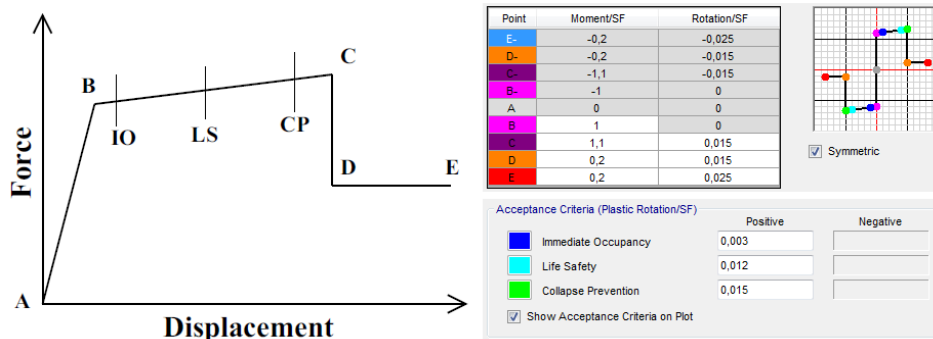 Force
C
B
IO
LS
CP
D
E
A
Displacement
Point Moment/SF Rotation/SF
E- -0,2 -0,025
D- -0,2 -0,015
C- -1,1 -0,015
B- -1 0
A 0 0
B 1 0
C 1,1 0,015
D 0,2 0,015
E 0,2 0,025
Symmetric
Acceptance Criteria (Plastic Rotation/SF)
Positive Negative
Immediate Occupancy 0,003
Life Safety 0,012
Collapse Prevention 0,015
Show Acceptance Criteria on Plot